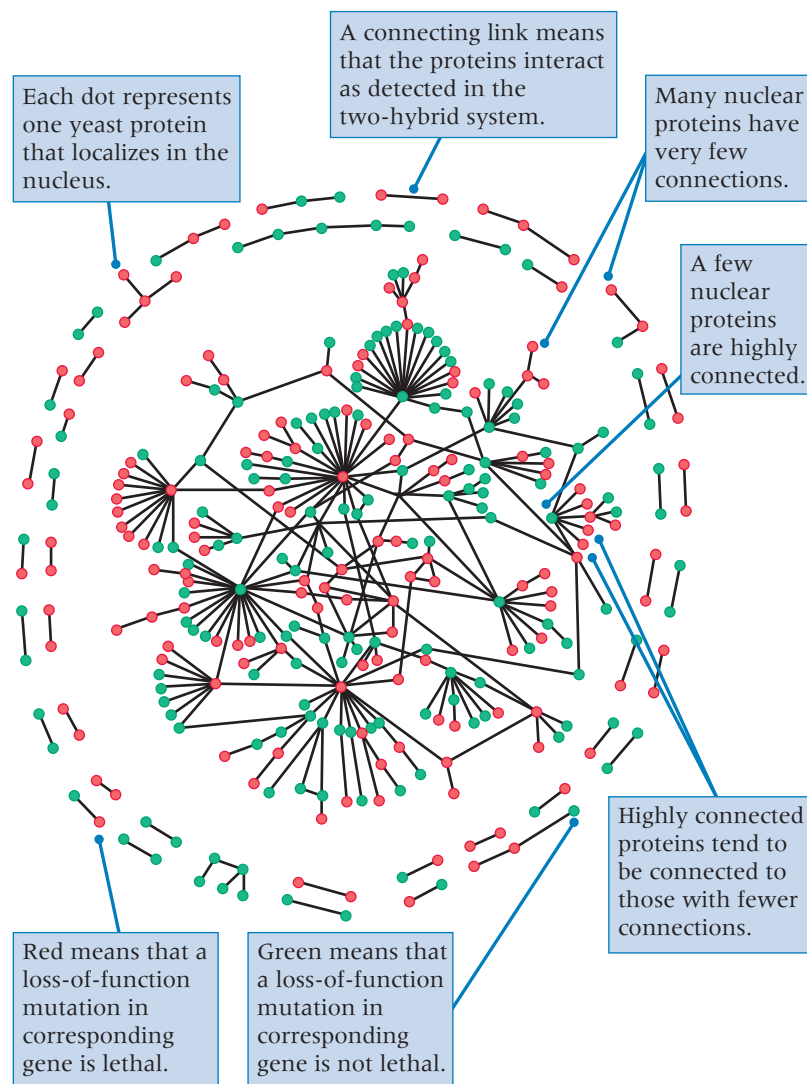 A connecting link means
that the proteins interact
as detected in the
two-hybrid system.
Each dot represents
one yeast protein
that localizes in the
nucleus.
Many nuclear
proteins have
very few
connections.
A few
nuclear
proteins
are highly
connected.
Highly connected
proteins tend to
be connected to
those with fewer
connections.
Red means that a
loss-of-function
mutation in
corresponding
gene is lethal.
Green means that
a loss-of-function
mutation in
corresponding
gene is not lethal.